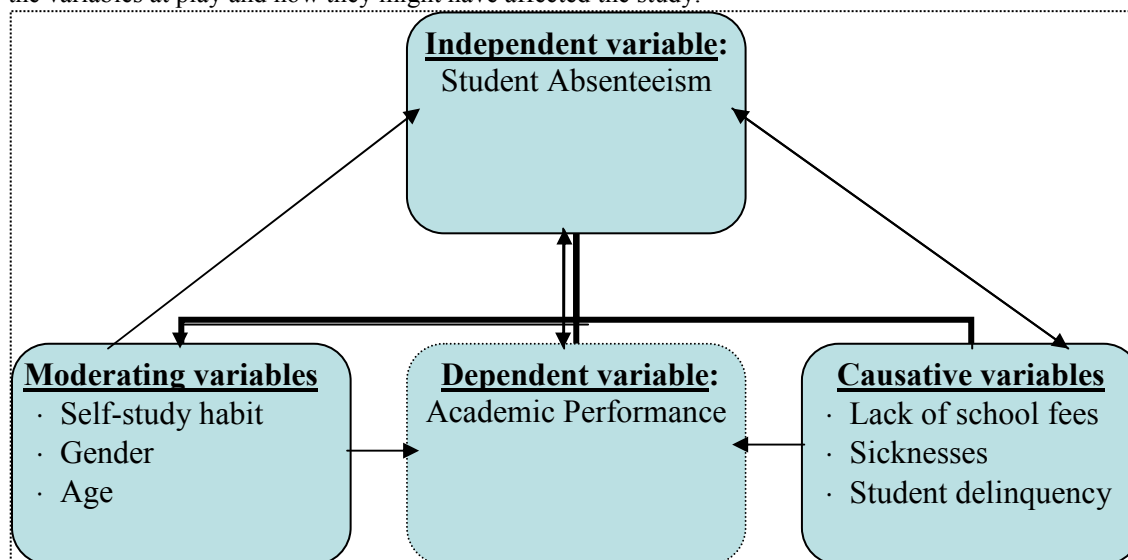 the variables at play and how they might have affected the study.
Independent variable:
Student Absenteeism
Moderating variables
· Self-study habit
· Gender
· Age
Dependent variable:
Academic Performance
Causative variables
· Lack of school fees
· Sicknesses
· Student delinquency